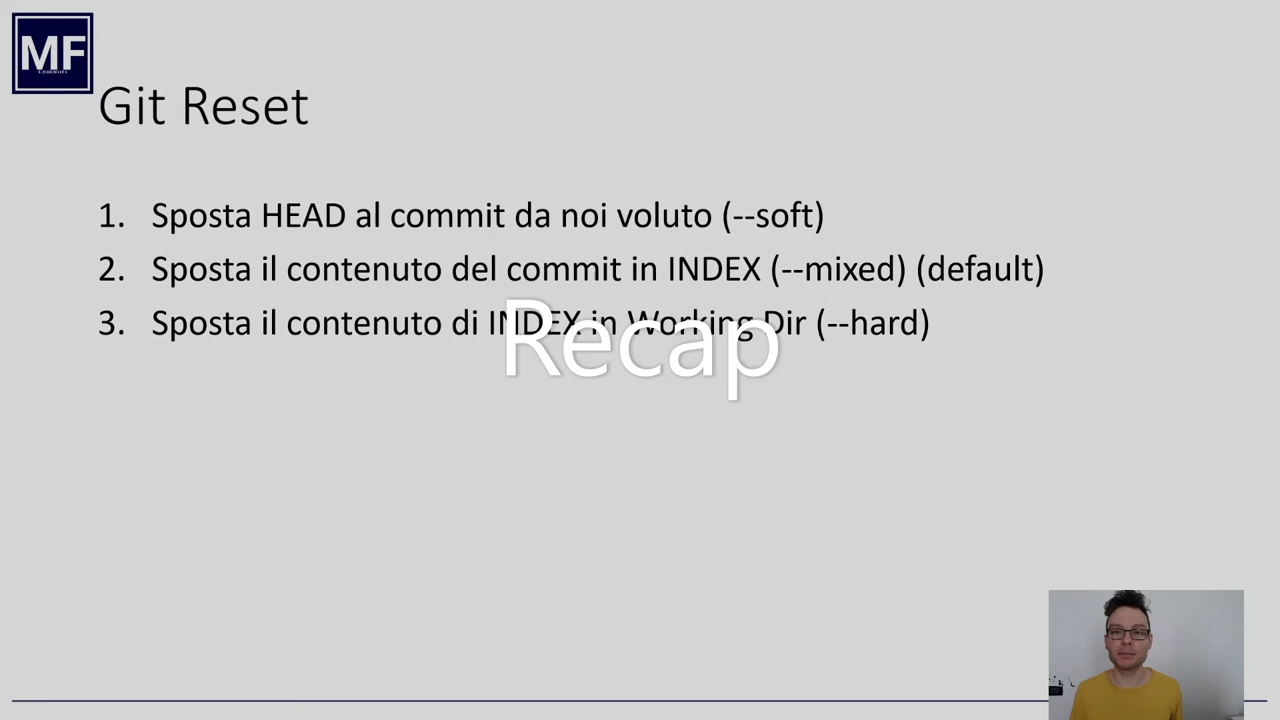 MF
Git Reset
1. Sposta HEAD al commit da noi voluto (--soft)
2. Sposta il contenuto del commit in INDEX (--mixed) (default)
3. Sposta il contenuto di INDEX in Working Dir (--hard)
Recap